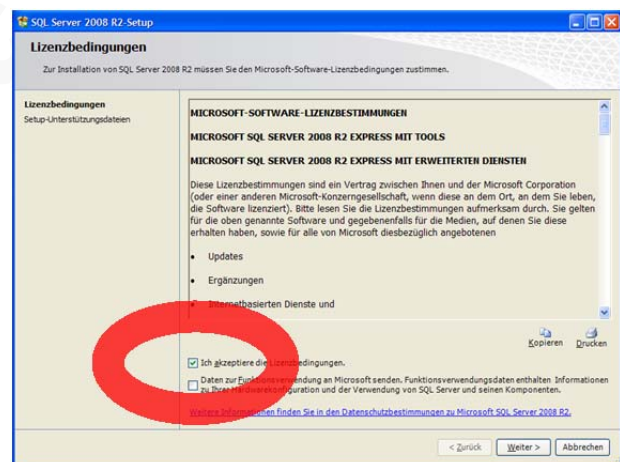 SQL Server 2008 R2-Setup
Lizenzbedingungen
Zur Installation von SQL Server 2008 R2 müssen Sie den Microsoft-Software-Lizenzbedingungen zustimmen.
Lizenzbedingungen
Setup-Unterstützungsdateien
MICROSOFT-SOFTWARE-LIZENZBESTIMMUNGEN
MICROSOFT SQL SERVER 2008 R2 EXPRESS MIT TOOLS
MICROSOFT SQL SERVER 2008 R2 EXPRESS MIT ERWEITERTEN DIENSTEN
Diese Lizenzbestimmungen sind ein Vertrag zwischen Ihnen und der Microsoft Corporation
(oder einer anderen Microsoft-Konzerngesellschaft, wenn diese an dem Ort, an dem Sie leben,
die Software lizenziert). Bitte lesen Sie die Lizenzbestimmungen aufmerksam durch. Sie gelten
für die oben genannte Software und gegebenenfalls für die Medien, auf denen Sie diese
erhalten haben, sowie für alle von Microsoft diesbezüglich angebotenen
• Updates
• Ergänzungen
• Internetbasierten Dienste und
Kopieren Drucken
Ich akzeptiere die Lizenzbedingungen.
Daten zur Funktionsverwendung an Microsoft senden. Funktionsverwendungsdaten enthalten Informationen
zu Ihrer Hardwarekonfiguration und der Verwendung von SQL Server und seinen Komponenten.
Weitere Informationen finden Sie in den Datenschutzbestimmungen zu Microsoft SQL Server 2008 R2.
< Zurück Weiter > Abbrechen